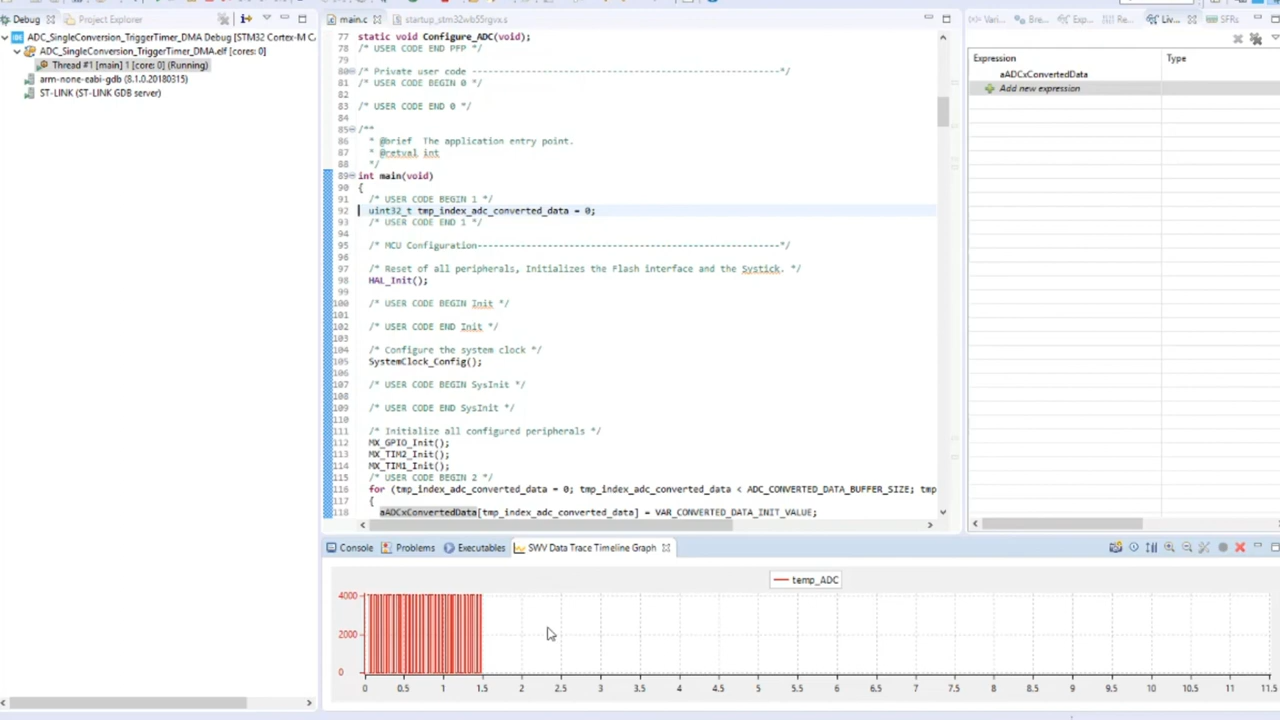 Debug
Project Explorer
ADC_SingleConversion_TriggerTimer_DMA Debug [STM32 Cortex-M C
ADC_SingleConversion_TriggerTimer_DMA.elf [cores: 0]
Thread #1 [main] 1 [core: 0] (Running)
arm-none-eabi-gdb (8.1.0.20180315)
ST-LINK (ST-LINK GDB server)
main.c
startup_stm32wb55rgvx.s
77 static void Configure_ADC(void);
78 /* USER CODE END PFP */
79
80 /* Private user code ---------------------------------------------------------*/
81 /* USER CODE BEGIN 0 */
82
83 /* USER CODE END 0 */
84
85 /**
86 * @brief The application entry point.
87 * @retval int
88 */
89 int main(void)
90 {
91 /* USER CODE BEGIN 1 */
92 uint32_t tmp_index_adc_converted_data = 0;
93 /* USER CODE END 1 */
94
95 /* MCU Configuration--------------------------------------------------------*/
96
97 /* Reset of all peripherals, Initializes the Flash interface and the Systick. */
98 HAL_Init();
99
100 /* USER CODE BEGIN Init */
101
102 /* USER CODE END Init */
103
104 /* Configure the system clock */
105 SystemClock_Config();
106
107 /* USER CODE BEGIN SysInit */
108
109 /* USER CODE END SysInit */
110
111 /* Initialize all configured peripherals */
112 MX_GPIO_Init();
113 MX_TIM2_Init();
114 MX_TIM1_Init();
115 /* USER CODE BEGIN 2 */
116 for (tmp_index_adc_converted_data = 0; tmp_index_adc_converted_data < ADC_CONVERTED_DATA_BUFFER_SIZE; tmp
117 {
118 aADCxConvertedData[tmp_index_adc_converted_data] = VAR_CONVERTED_DATA_INIT_VALUE;
Vari...
Bre...
Exp...
Re...
Liv...
SFRs
Expression Type
aADCxConvertedData
Add new expression
Console
Problems
Executables
SWV Data Trace Timeline Graph
temp_ADC
4000
2000
0
0 0.5 1 1.5 2 2.5 3 3.5 4 4.5 5 5.5 6 6.5 7 7.5 8 8.5 9 9.5 10 10.5 11 11.5